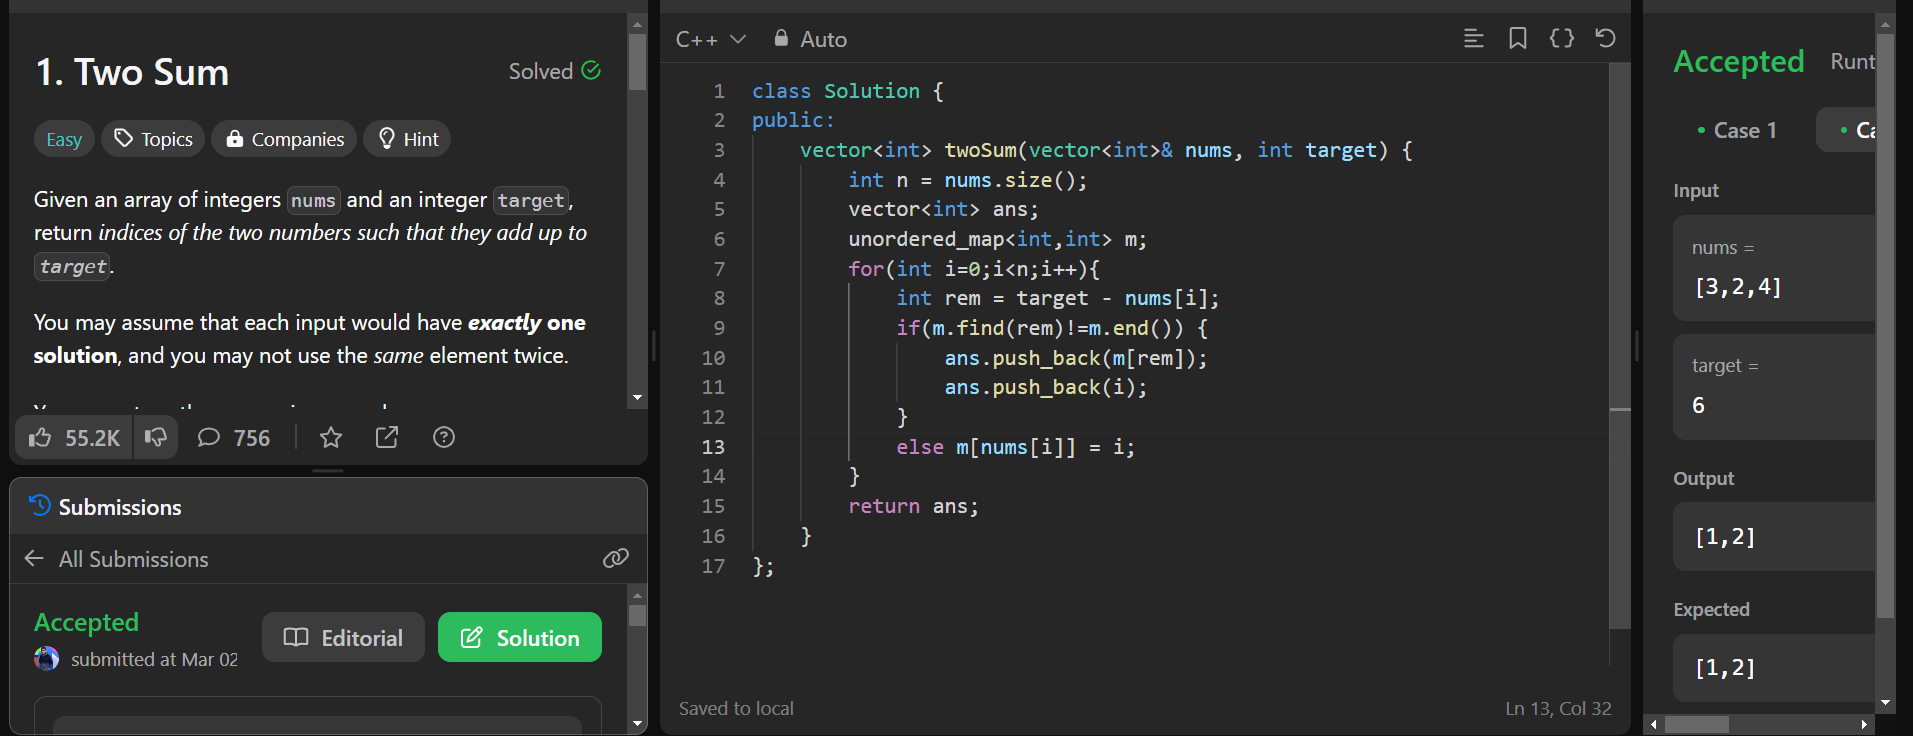 1. Two Sum
Solved
Easy
Topics
Companies
Hint
Given an array of integers nums and an integer target,
return indices of the two numbers such that they add up to
target.
You may assume that each input would have exactly one
solution, and you may not use the same element twice.
55.2K
756
Submissions
All Submissions
Accepted
submitted at Mar 02
Editorial
Solution
C++
Auto
1 class Solution {
2 public:
3 vector<int> twoSum(vector<int>& nums, int target) {
4 int n = nums.size();
5 vector<int> ans;
6 unordered_map<int,int> m;
7 for(int i=0;i<n;i++){
8 int rem = target - nums[i];
9 if(m.find(rem)!=m.end()) {
10 ans.push_back(m[rem]);
11 ans.push_back(i);
12 }
13 else m[nums[i]] = i;
14 }
15 return ans;
16 }
17 };
Saved to local
Ln 13, Col 32
Accepted
Runt
Case 1
Ca
Input
nums =
[3,2,4]
target =
6
Output
[1,2]
Expected
[1,2]